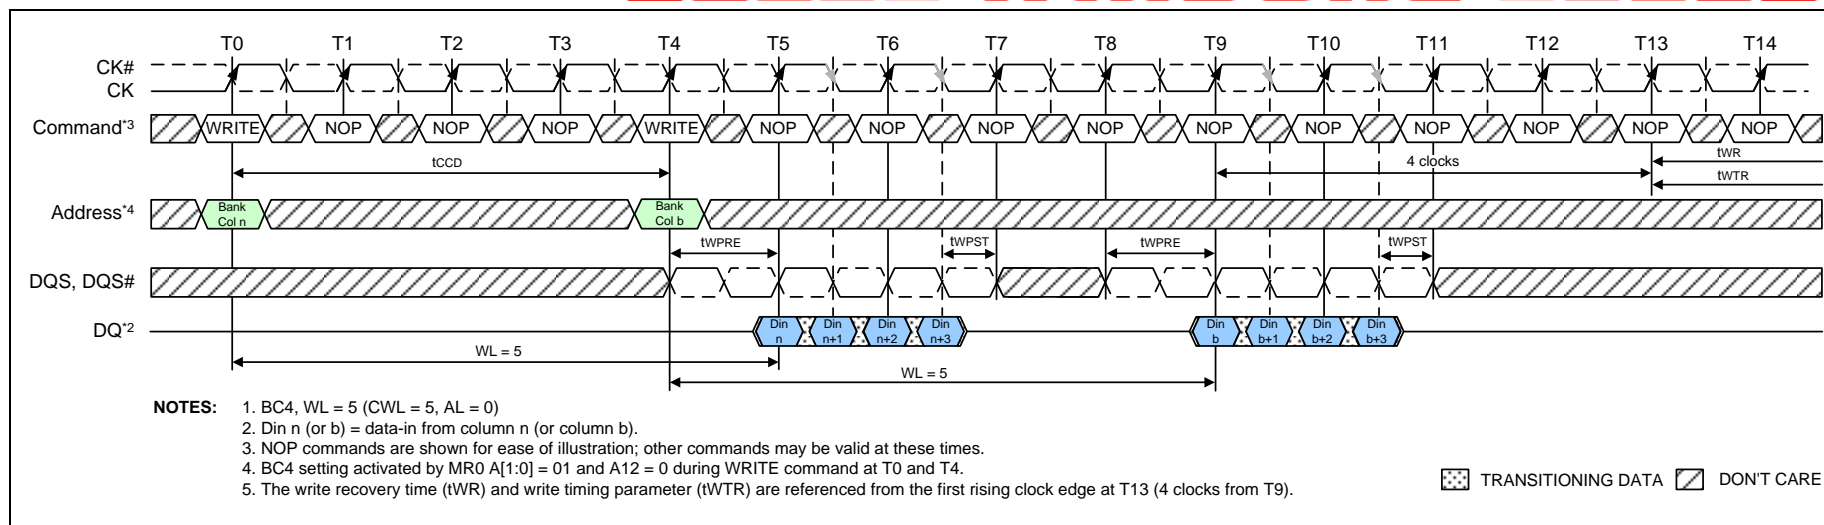 T0 T1 T2 T3 T4 T5 T6 T7 T8 T9 T10 T11 T12 T13 T14
CK#
CK
Command*3 WRITE NOP NOP NOP WRITE NOP NOP NOP NOP NOP NOP NOP NOP NOP NOP
tCCD 4 clocks tWR
tWTR
Address*4 Bank Col n Bank Col b
tWPRE tWPST tWPRE tWPST
DQS, DQS#
DQ*2 Din n Din n+1 Din n+2 Din n+3 Din b Din b+1 Din b+2 Din b+3
WL = 5
WL = 5
NOTES: 1. BC4, WL = 5 (CWL = 5, AL = 0)
2. Din n (or b) = data-in from column n (or column b).
3. NOP commands are shown for ease of illustration; other commands may be valid at these times.
4. BC4 setting activated by MR0 A[1:0] = 01 and A12 = 0 during WRITE command at T0 and T4.
5. The write recovery time (tWR) and write timing parameter (tWTR) are referenced from the first rising clock edge at T13 (4 clocks from T9).
TRANSITIONING DATA DON'T CARE